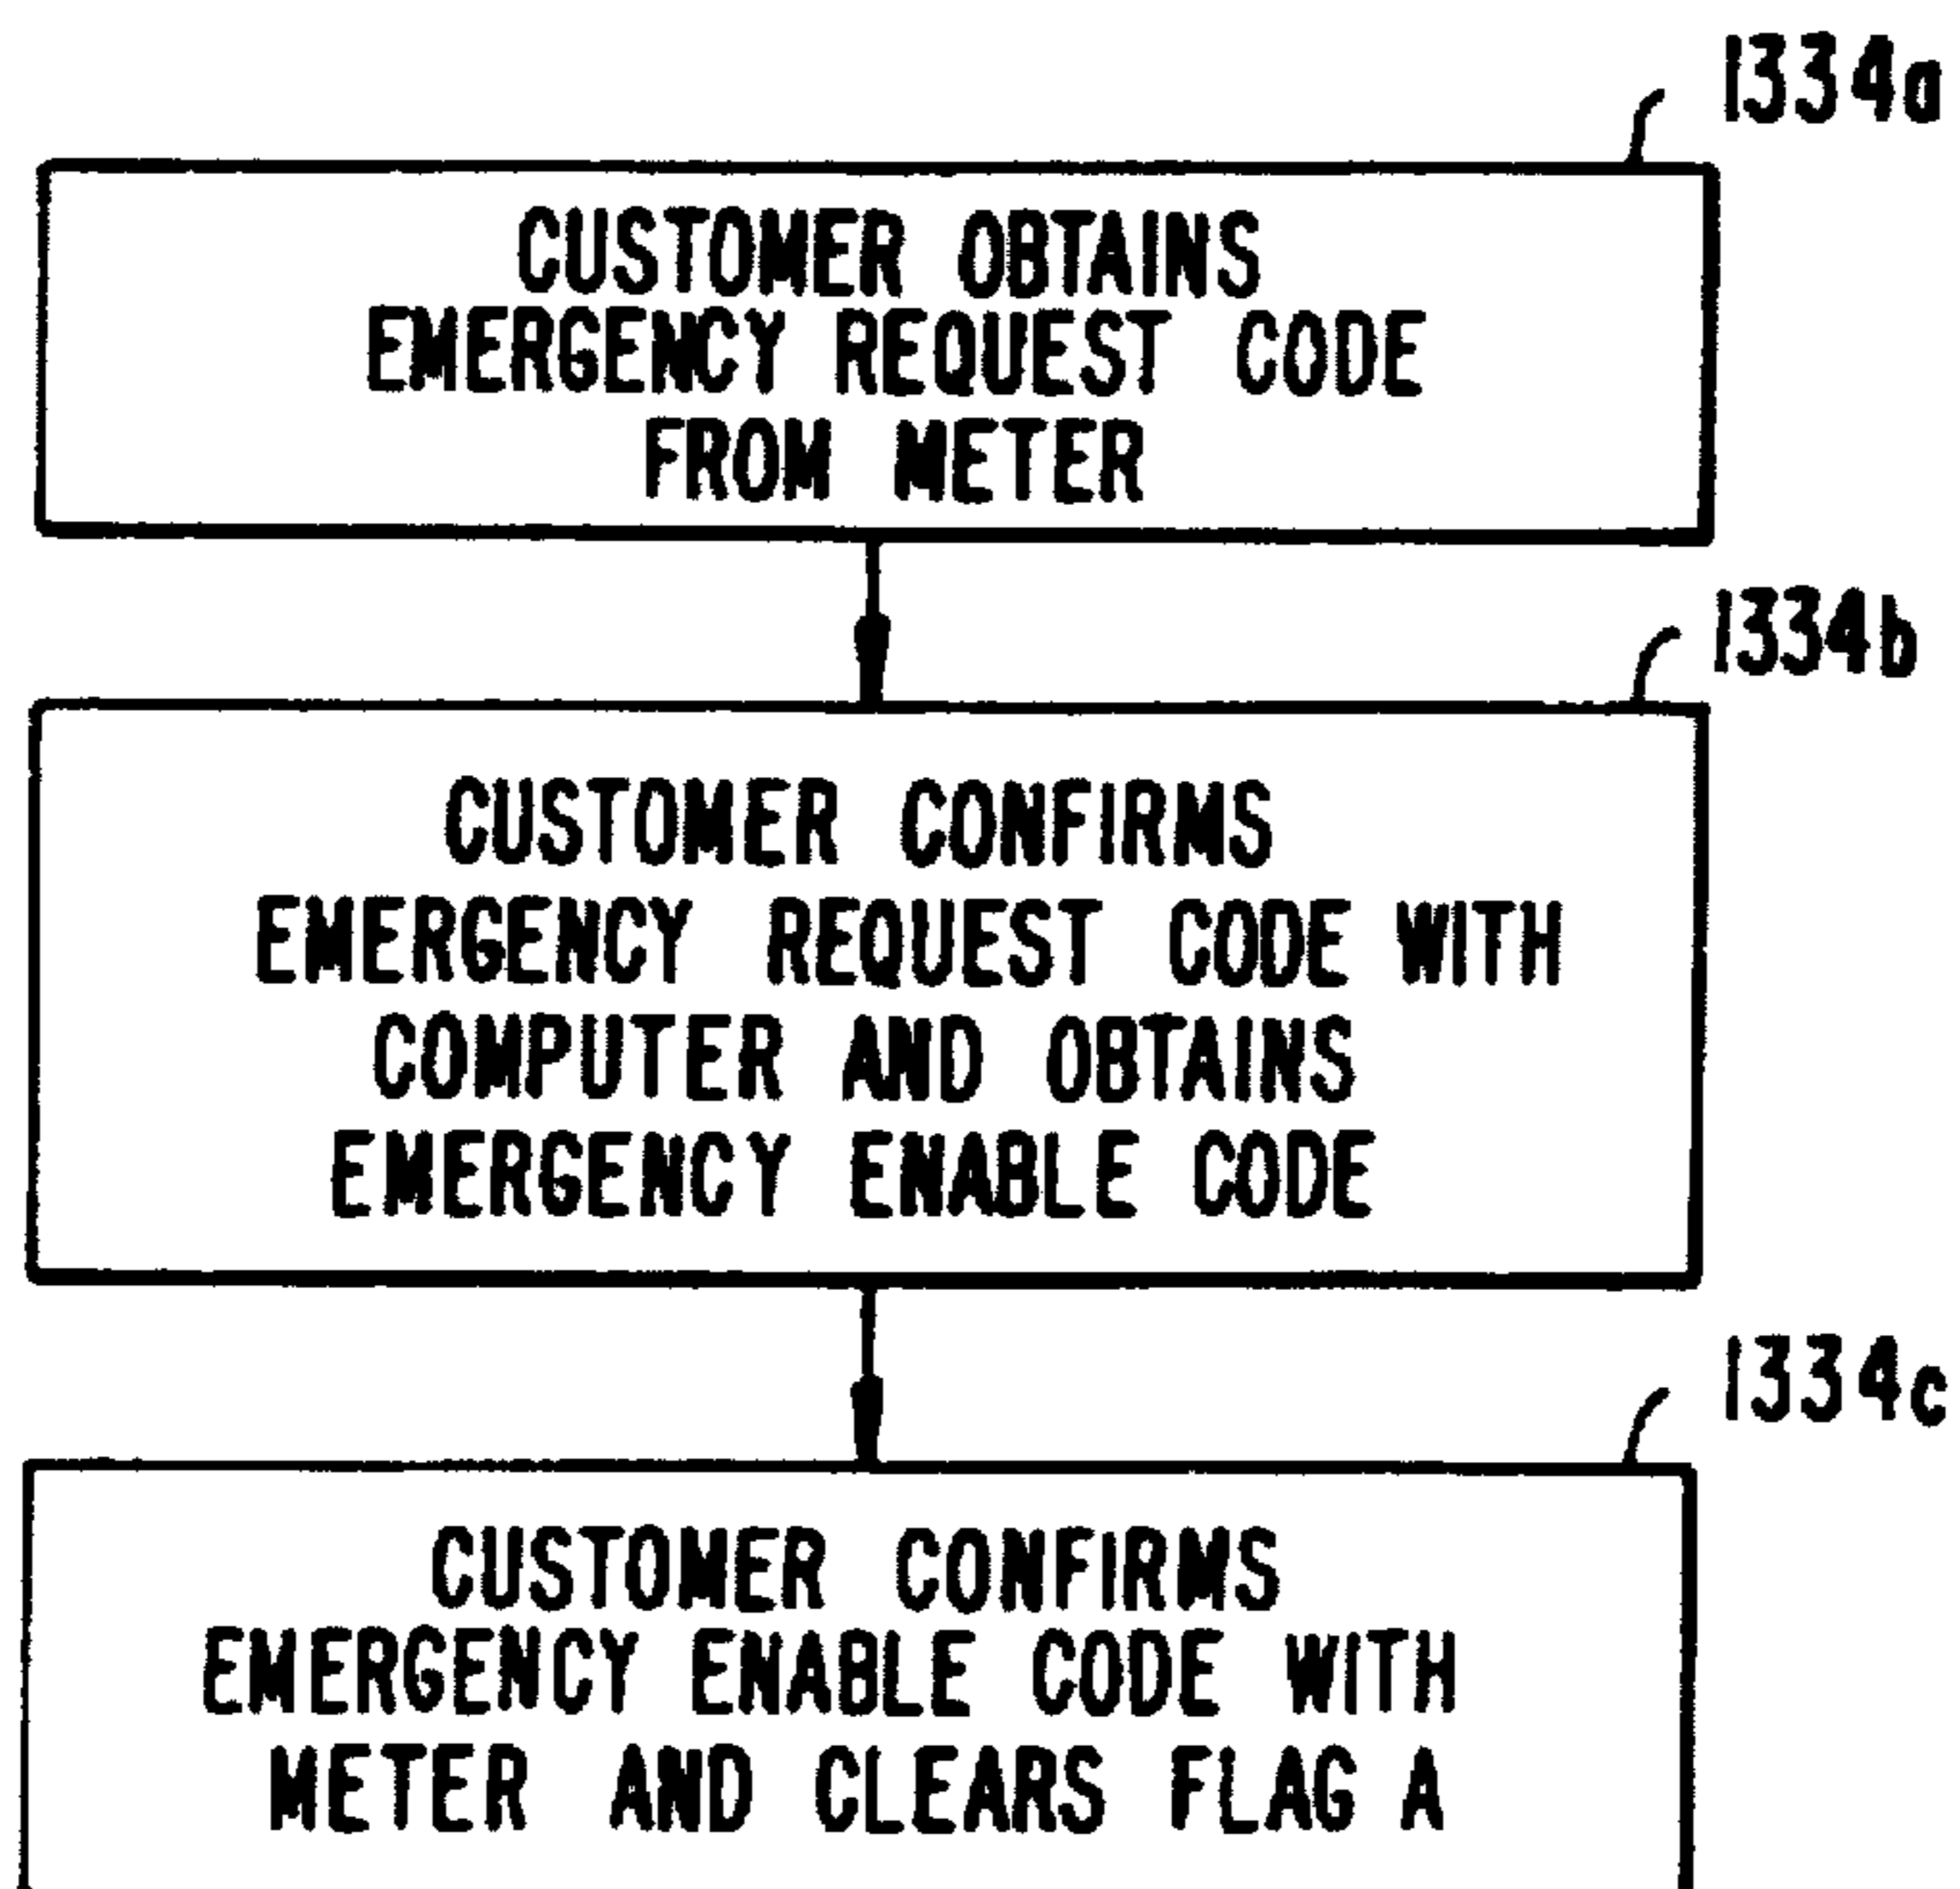 1334a
CUSTOMER OBTAINS
EMERGENCY REQUEST CODE
FROM METER
1334b
CUSTOMER CONFIRMS
EMERGENCY REQUEST CODE WITH
COMPUTER AND OBTAINS
EMERGENCY ENABLE CODE
1334c
CUSTOMER CONFIRMS
EMERGENCY ENABLE CODE WITH
METER AND CLEARS FLAG A